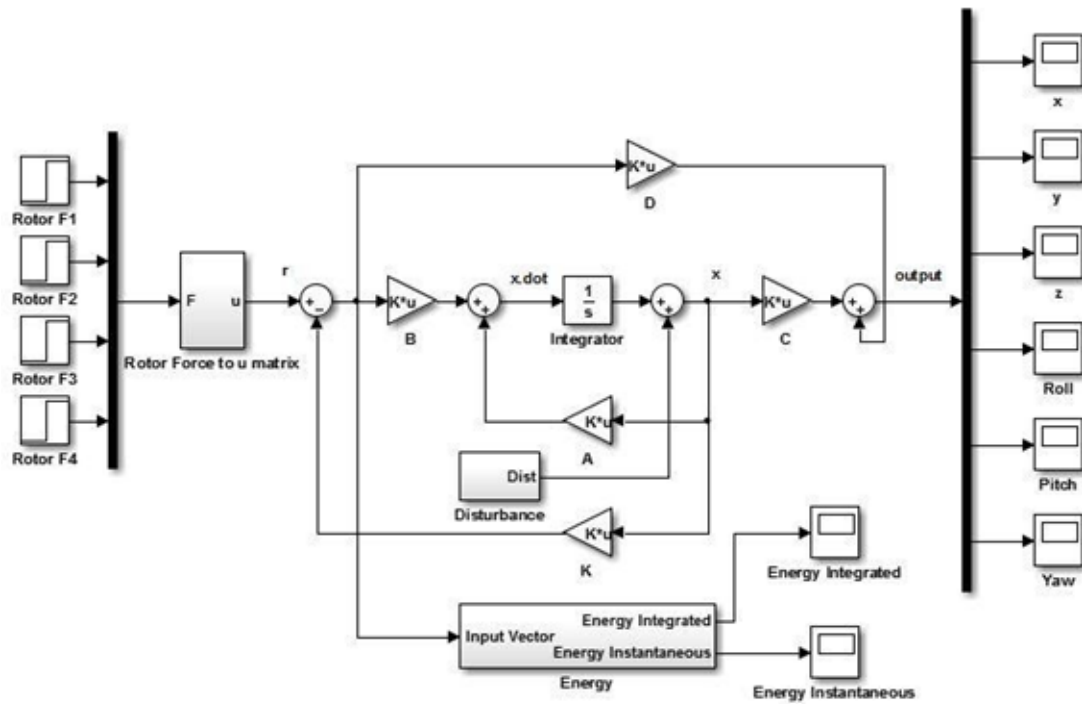 x
y
z
Roll
Pitch
Yaw
Rotor F1
Rotor F2
Rotor F3
Rotor F4
F u
Rotor Force to u matrix
r
+
−
K*u
D
K*u
B
+
+
x.dot
1
s
Integrator
+
+
x
K*u
C
+
+
output
K*u
A
Dist
Disturbance
K*u
K
Energy Integrated
Input Vector
Energy Integrated
Energy Instantaneous
Energy
Energy Instantaneous